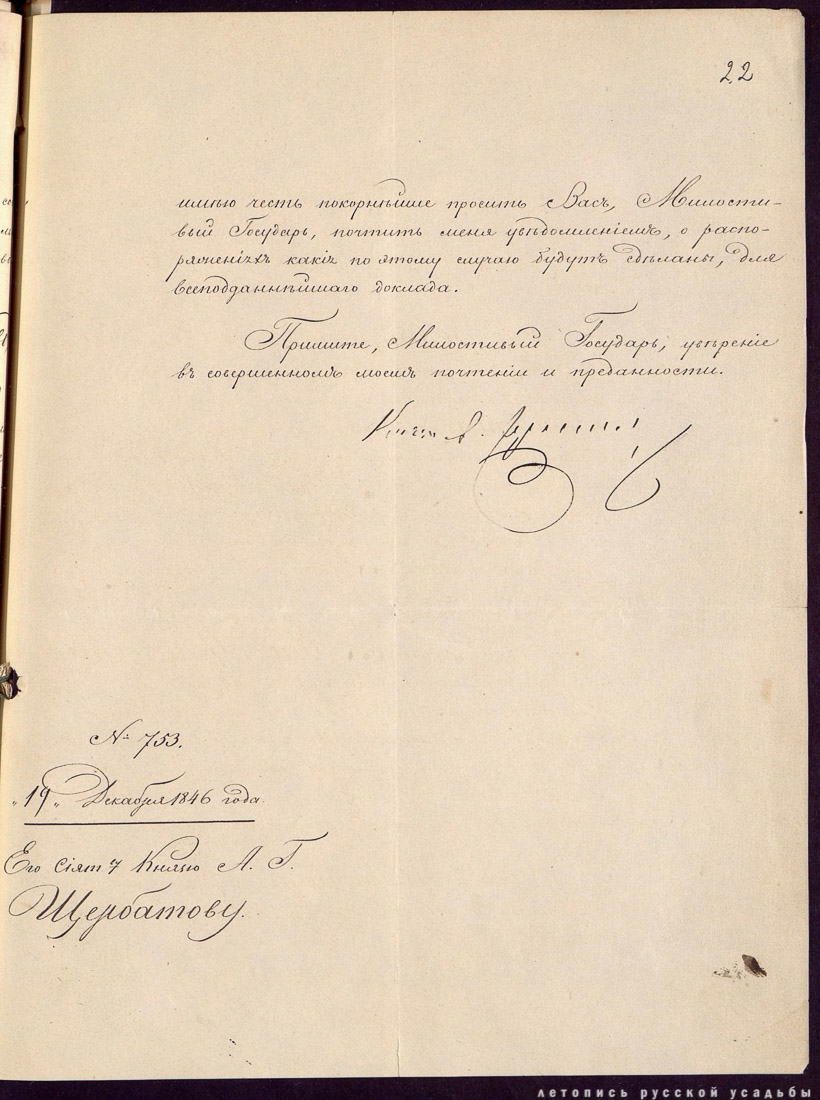 22
имѣю честь покорнѣйше просить Васъ, Милости-
вый Государь, почтить меня увѣдомленіемъ, о распо-
ряженіяхъ какія по этому случаю будутъ сдѣланы, для
всеподданнѣйшаго доклада.
Примите, Милостивый Государь, увѣреніе
въ совершенномъ моемъ почтеніи и преданности.
№ 753.
„19„ Декабря 1846 года
Его Сіят Князю А. Г.
Щербатову.
летопись русской усадьбы